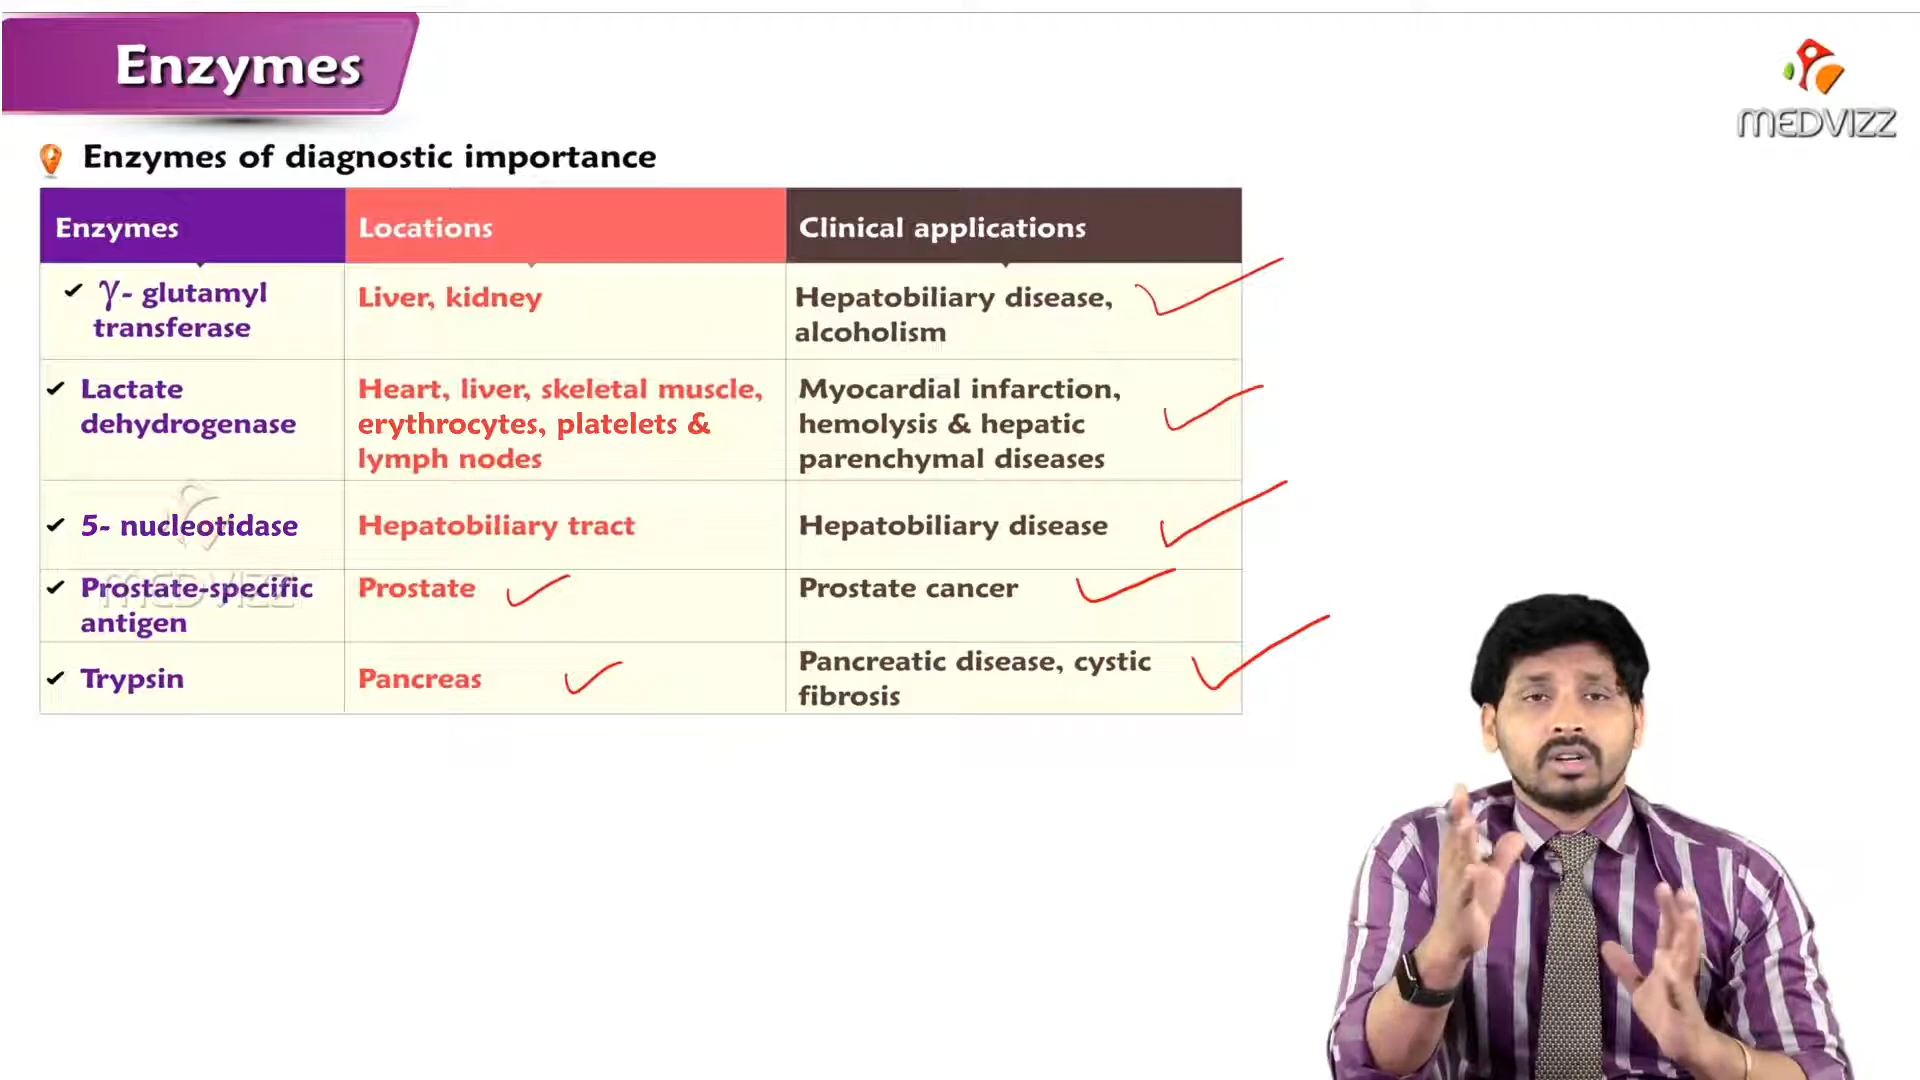 Enzymes
MEDVIZZ
Enzymes of diagnostic importance
Enzymes
Locations
Clinical applications
γ- glutamyl
transferase
Liver, kidney
Hepatobiliary disease,
alcoholism
Lactate
dehydrogenase
Heart, liver, skeletal muscle,
erythrocytes, platelets &
lymph nodes
Myocardial infarction,
hemolysis & hepatic
parenchymal diseases
5- nucleotidase
Hepatobiliary tract
Hepatobiliary disease
Prostate-specific
antigen
Prostate
Prostate cancer
MEDVIZZ
Trypsin
Pancreas
Pancreatic disease, cystic
fibrosis